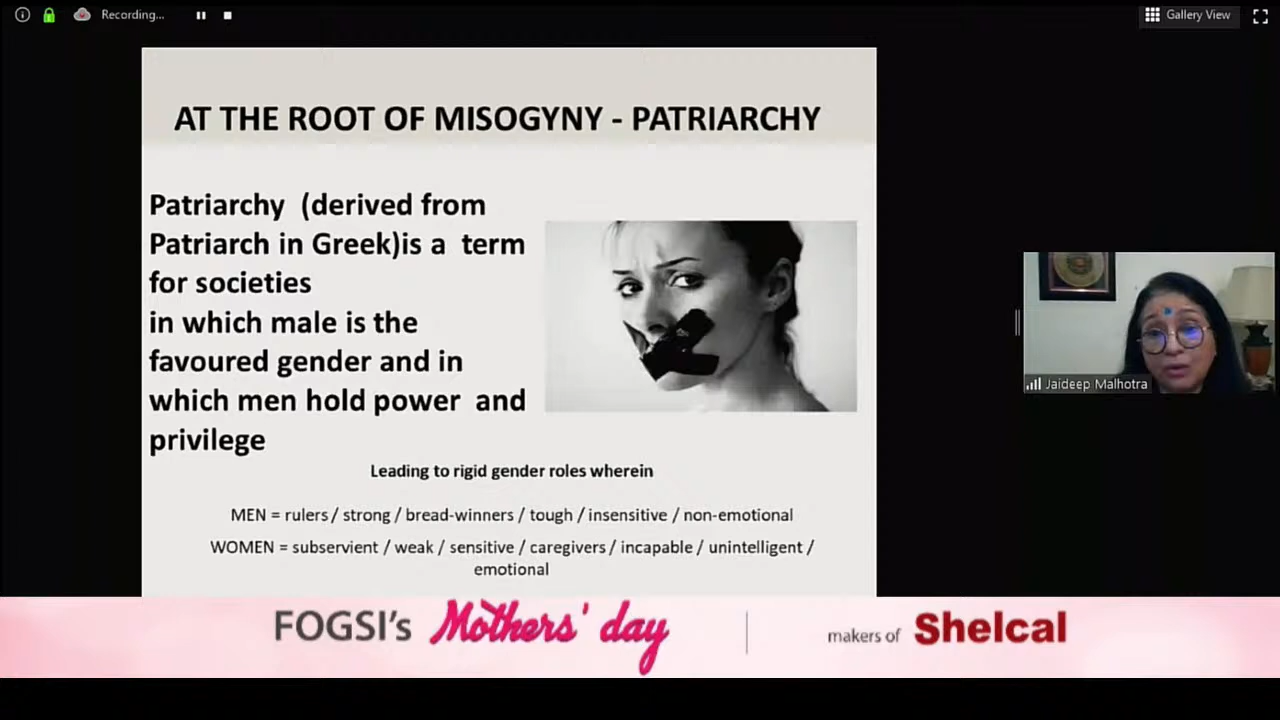 Recording...
Gallery View
AT THE ROOT OF MISOGYNY - PATRIARCHY
Patriarchy (derived from
Patriarch in Greek)is a term
for societies
in which male is the
favoured gender and in
which men hold power and
privilege
Leading to rigid gender roles wherein
MEN = rulers / strong / bread-winners / tough / insensitive / non-emotional
WOMEN = subservient / weak / sensitive / caregivers / incapable / unintelligent /
emotional
Jaideep Malhotra
FOGSI's Mothers' day
makers of Shelcal